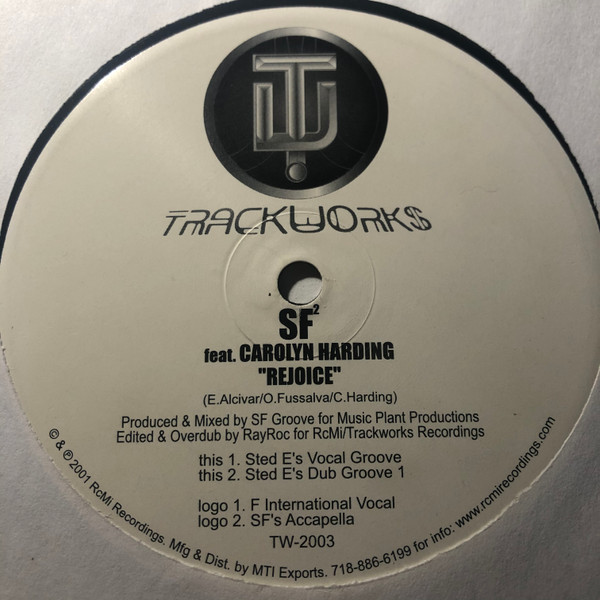 TW
TRACKWORKS
SF²
feat. CAROLYN HARDING
"REJOICE"
(E.Alcivar/O.Fussalva/C.Harding)
Produced & Mixed by SF Groove for Music Plant Productions
Edited & Overdub by RayRoc for RcMi/Trackworks Recordings
this 1. Sted E's Vocal Groove
this 2. Sted E's Dub Groove 1
logo 1. F International Vocal
logo 2. SF's Accapella
TW-2003
© & ℗ 2001 RcMi Recordings. Mfg & Dist. by MTI Exports. 718-886-6199 for info: www.rcmirecordings.com